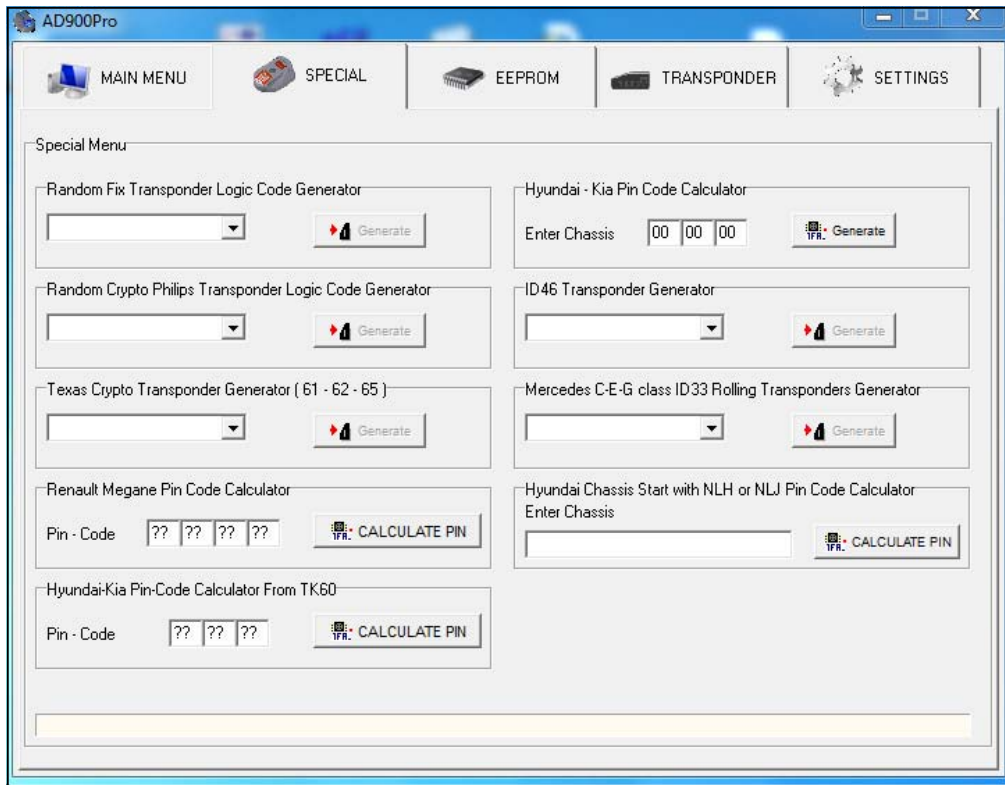 AD900Pro
MAIN MENU
SPECIAL
EEPROM
TRANSPONDER
SETTINGS
Special Menu
Random Fix Transponder Logic Code Generator
Generate
Hyundai - Kia Pin Code Calculator
Enter Chassis 00 00 00 Generate
Random Crypto Philips Transponder Logic Code Generator
Generate
ID46 Transponder Generator
Generate
Texas Crypto Transponder Generator ( 61 - 62 - 65 )
Generate
Mercedes C-E-G class ID33 Rolling Transponders Generator
Generate
Renault Megane Pin Code Calculator
Pin - Code ?? ?? ?? ?? CALCULATE PIN
Hyundai Chassis Start with NLH or NLJ Pin Code Calculator
Enter Chassis
CALCULATE PIN
Hyundai-Kia Pin-Code Calculator From TK60
Pin - Code ?? ?? ?? CALCULATE PIN